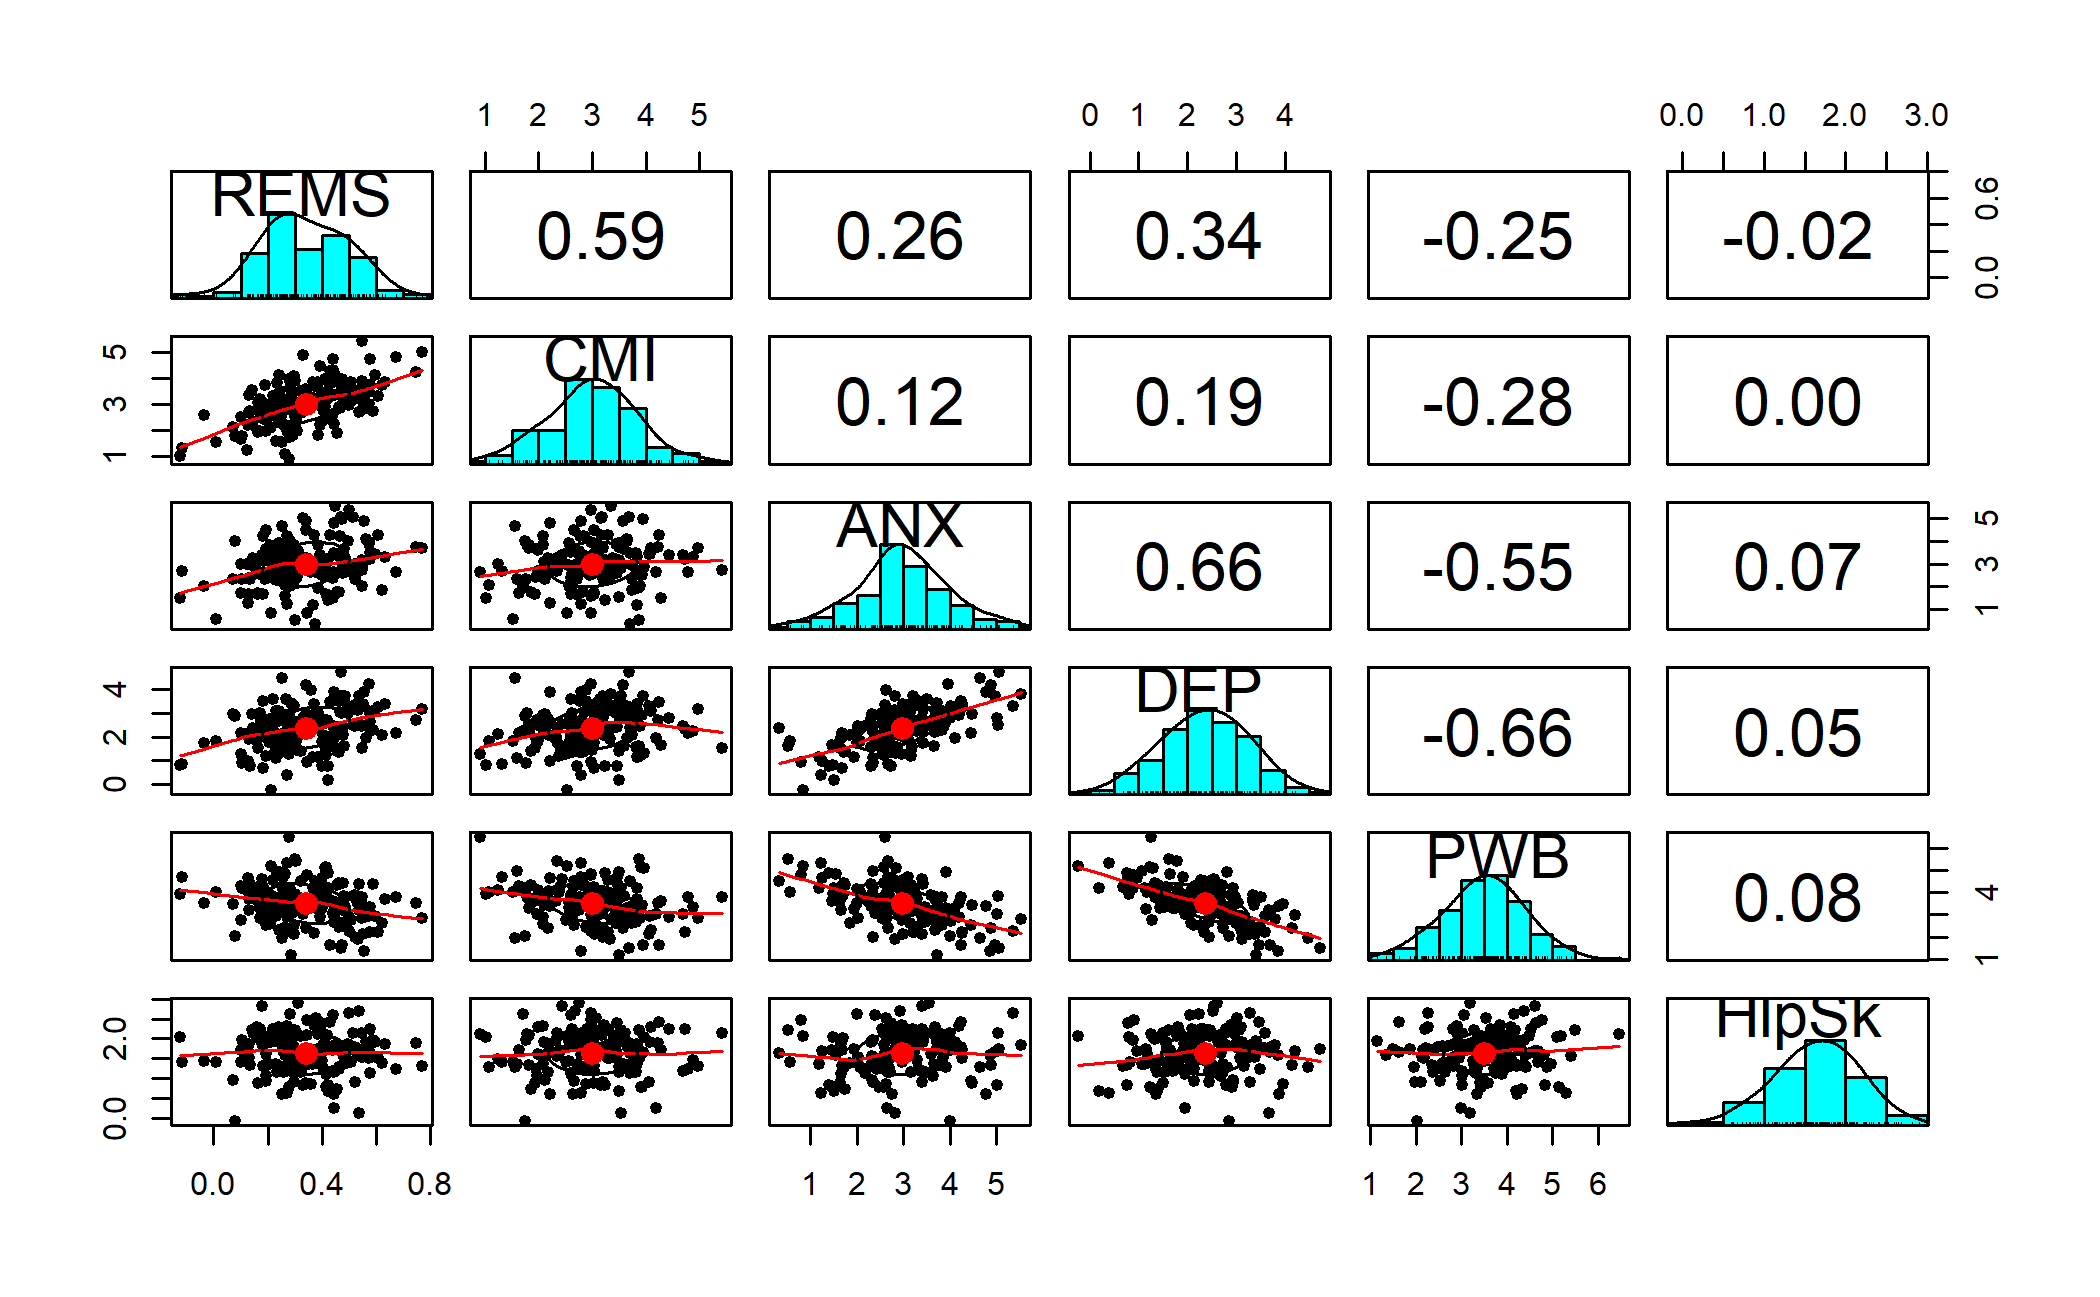 1 2 3 4 5 0 1 2 3 4 0.0 1.0 2.0 3.0
REMS 0.59 0.26 0.34 -0.25 -0.02 0.0 0.6
1 3 5 CMI 0.12 0.19 -0.28 0.00
ANX 0.66 -0.55 0.07 1 3 5
0 2 4 DEP -0.66 0.05
PWB 0.08 1 4
0.0 2.0 HlpSk
0.0 0.4 0.8 1 2 3 4 5 1 2 3 4 5 6